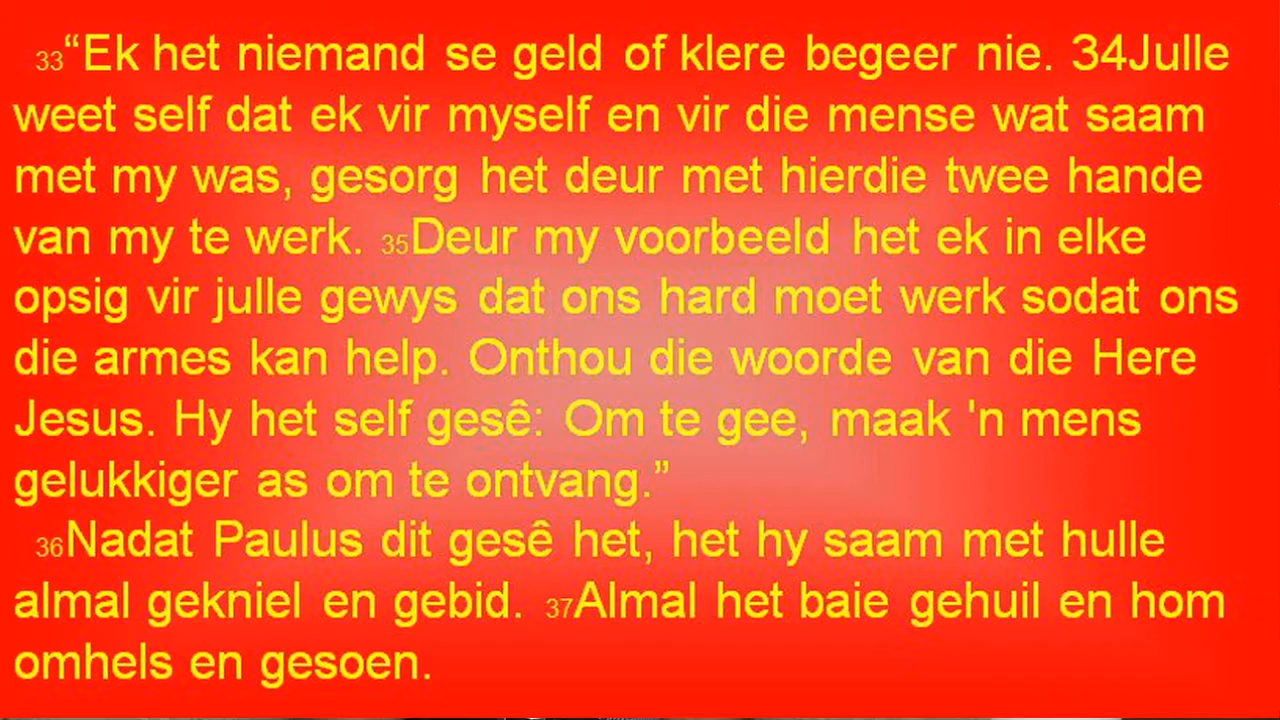 33“Ek het niemand se geld of klere begeer nie. 34Julle
weet self dat ek vir myself en vir die mense wat saam
met my was, gesorg het deur met hierdie twee hande
van my te werk. 35Deur my voorbeeld het ek in elke
opsig vir julle gewys dat ons hard moet werk sodat ons
die armes kan help. Onthou die woorde van die Here
Jesus. Hy het self gesê: Om te gee, maak 'n mens
gelukkiger as om te ontvang.”
36Nadat Paulus dit gesê het, het hy saam met hulle
almal gekniel en gebid. 37Almal het baie gehuil en hom
omhels en gesoen.